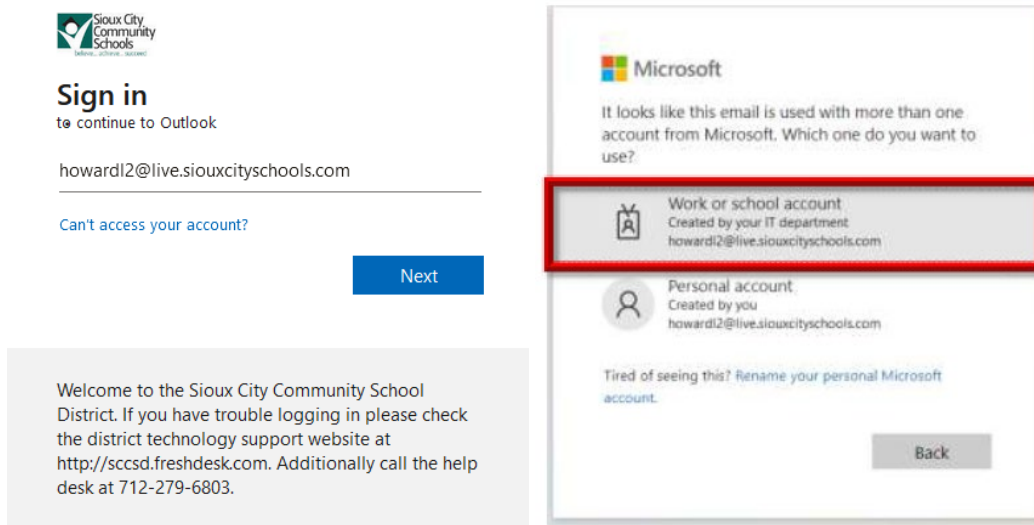 Sioux City
Community
Schools
believe... achieve... succeed
Sign in
to continue to Outlook
howardl2@live.siouxcityschools.com
Can't access your account?
Next
Welcome to the Sioux City Community School
District. If you have trouble logging in please check
the district technology support website at
http://sccsd.freshdesk.com. Additionally call the help
desk at 712-279-6803.
Microsoft
It looks like this email is used with more than one
account from Microsoft. Which one do you want to
use?
Work or school account
Created by your IT department
howardl2@live.siouxcityschools.com
Personal account
Created by you
howardl2@live.siouxcityschools.com
Tired of seeing this? Rename your personal Microsoft
account.
Back